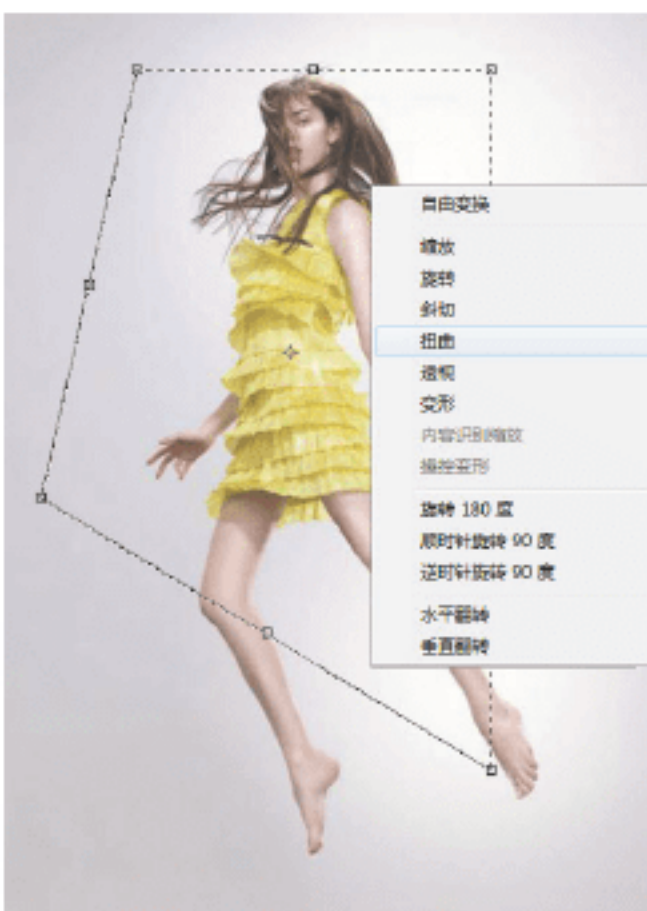 自由变换
缩放
旋转
斜切
扭曲
透视
变形
内容识别缩放
操控变形
旋转 180 度
顺时针旋转 90 度
逆时针旋转 90 度
水平翻转
垂直翻转